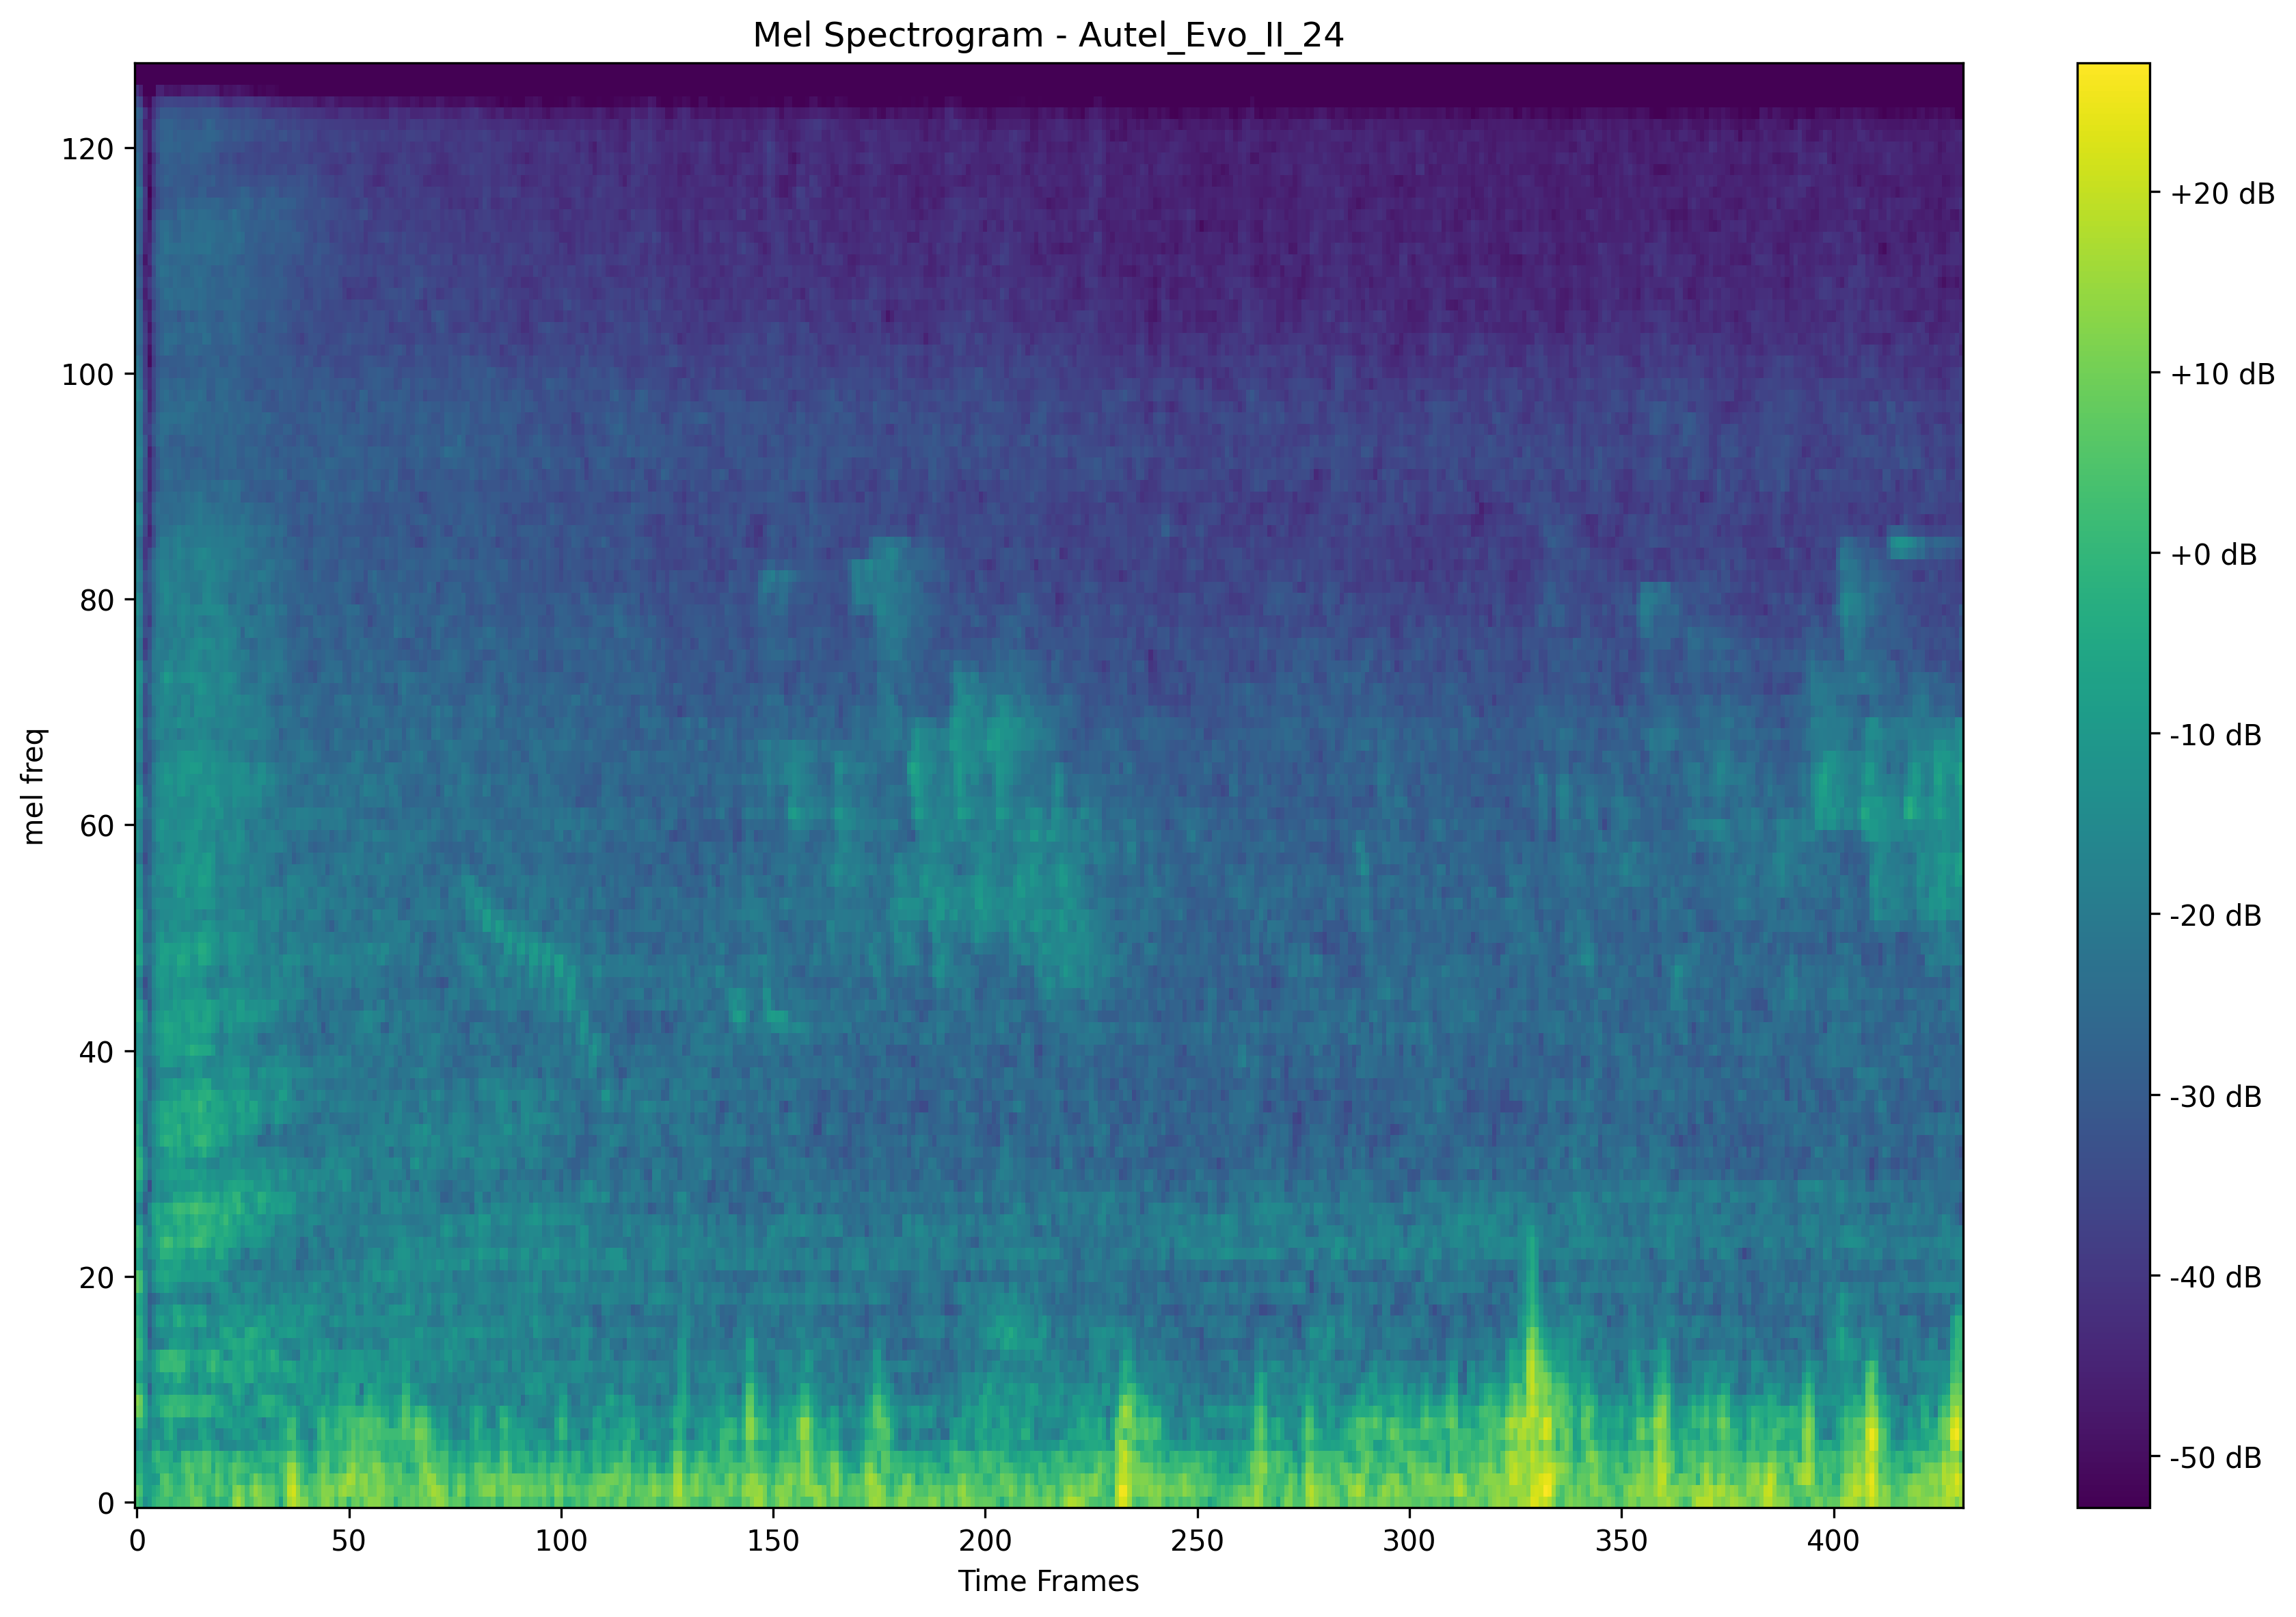 Mel Spectrogram - Autel_Evo_II_24
mel freq
120
100
80
60
40
20
0
0 50 100 150 200 250 300 350 400
Time Frames
+20 dB
+10 dB
+0 dB
-10 dB
-20 dB
-30 dB
-40 dB
-50 dB